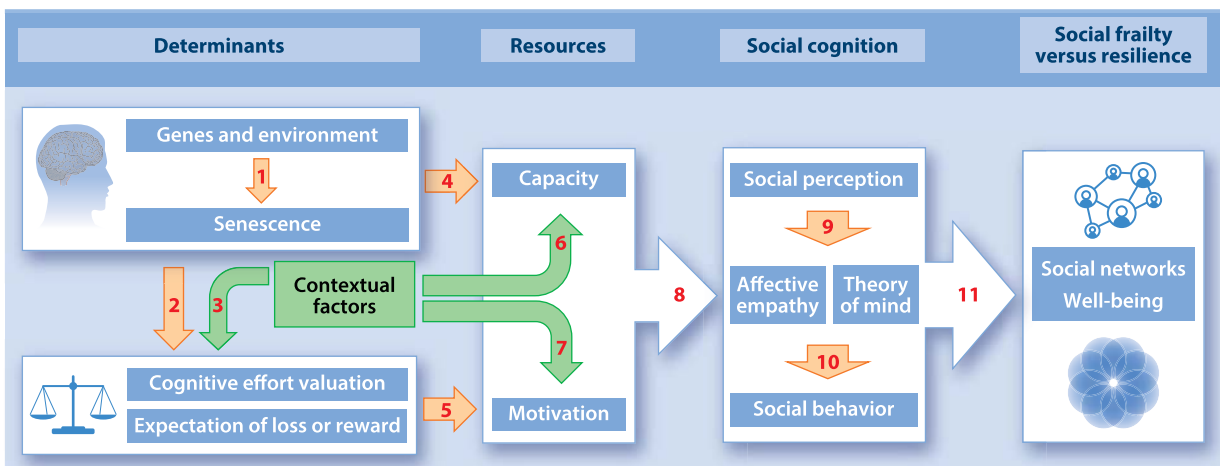 Determinants
Resources
Social cognition
Social frailty
versus resilience
Genes and environment
1
Senescence
4
Capacity
Social perception
9
6
2
3
Contextual
factors
8
Affective
empathy
Theory
of mind
11
Social networks
Well-being
7
10
Cognitive effort valuation
Expectation of loss or reward
5
Motivation
Social behavior